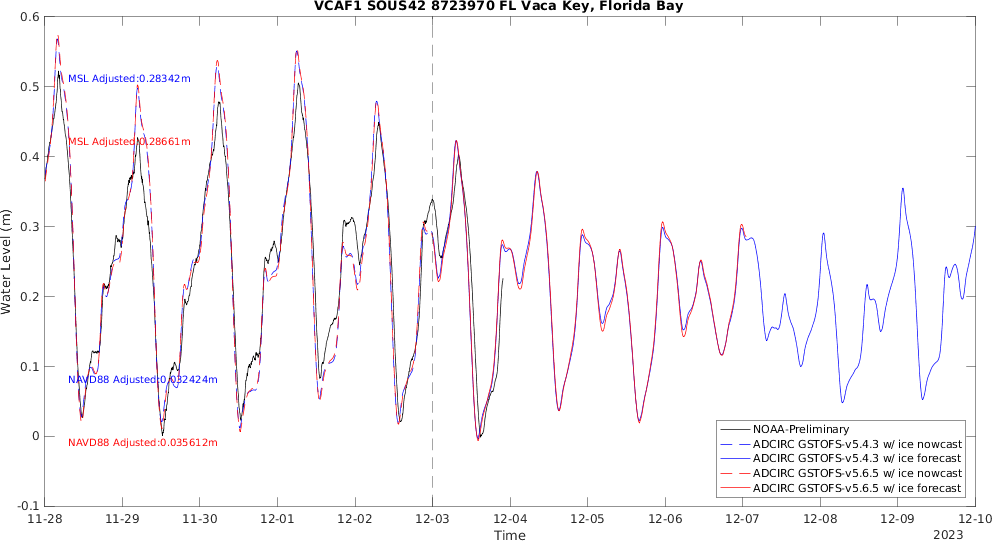 VCAF1 SOUS42 8723970 FL Vaca Key, Florida Bay
Water Level (m)
0.6
0.5
0.4
0.3
0.2
0.1
0
-0.1
MSL Adjusted:0.28342m
MSL Adjusted:0.28661m
NAVD88 Adjusted:0.032424m
NAVD88 Adjusted:0.035612m
NOAA-Preliminary
ADCIRC GSTOFS-v5.4.3 w/ ice nowcast
ADCIRC GSTOFS-v5.4.3 w/ ice forecast
ADCIRC GSTOFS-v5.6.5 w/ ice nowcast
ADCIRC GSTOFS-v5.6.5 w/ ice forecast
11-28 11-29 11-30 12-01 12-02 12-03 12-04 12-05 12-06 12-07 12-08 12-09 12-10
Time
2023